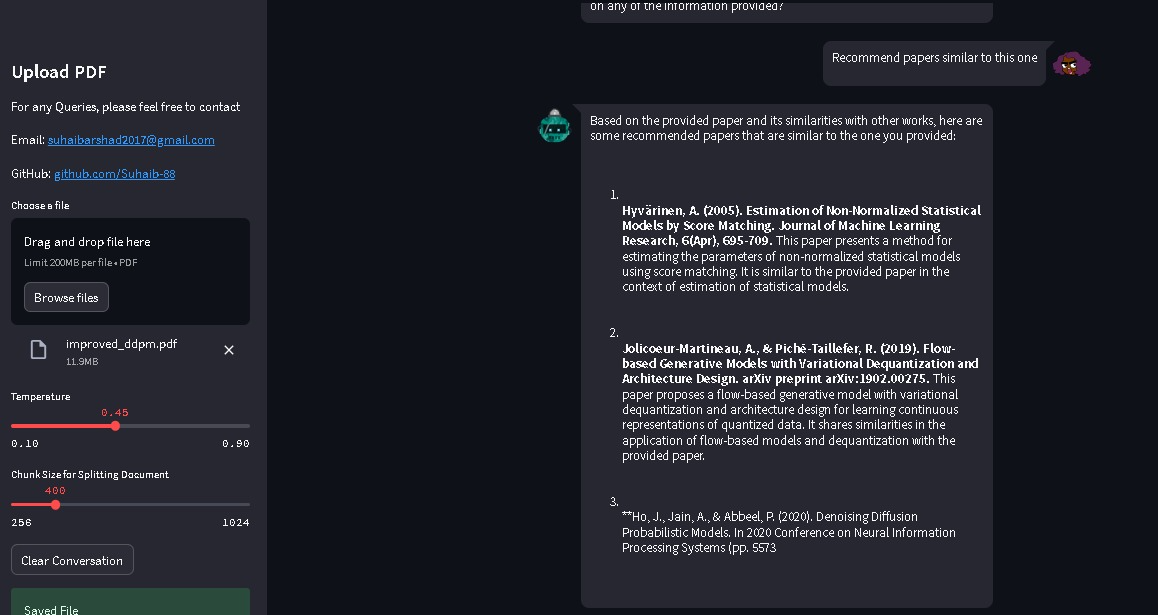 Upload PDF
For any Queries, please feel free to contact
Email: suhaibarshad2017@gmail.com
GitHub: github.com/Suhaib-88
Choose a file
Drag and drop file here
Limit 200MB per file • PDF
Browse files
improved_ddpm.pdf
11.9MB
Temperature
0.45
0.10 0.90
Chunk Size for Splitting Document
400
256 1024
Clear Conversation
Saved File
on any of the information provided?
Recommend papers similar to this one
Based on the provided paper and its similarities with other works, here are
some recommended papers that are similar to the one you provided:
1.
Hyvärinen, A. (2005). Estimation of Non-Normalized Statistical
Models by Score Matching. Journal of Machine Learning
Research, 6(Apr), 695-709. This paper presents a method for
estimating the parameters of non-normalized statistical models
using score matching. It is similar to the provided paper in the
context of estimation of statistical models.
2.
Jolicoeur-Martineau, A., & Piché-Taillefer, R. (2019). Flow-
based Generative Models with Variational Dequantization and
Architecture Design. arXiv preprint arXiv:1902.00275. This
paper proposes a flow-based generative model with variational
dequantization and architecture design for learning continuous
representations of quantized data. It shares similarities in the
application of flow-based models and dequantization with the
provided paper.
3.
**Ho, J., Jain, A., & Abbeel, P. (2020). Denoising Diffusion
Probabilistic Models. In 2020 Conference on Neural Information
Processing Systems (pp. 5573